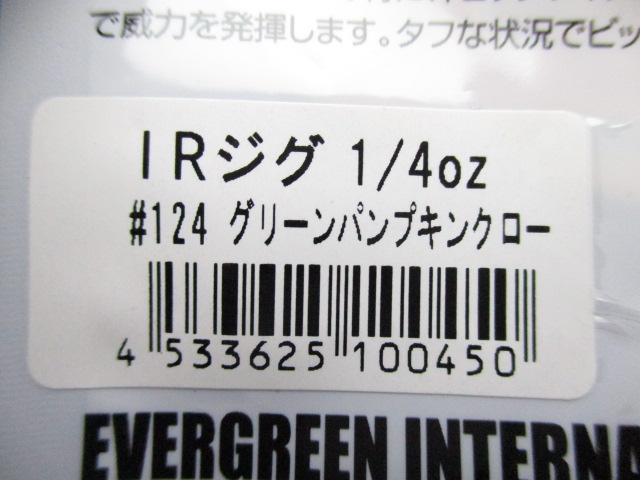 で威力を発揮します。タフな状況でビッ
IRジグ 1/4oz
#124 グリーンパンプキンクロー
4 533625 100450
EVERGREEN INTERNA